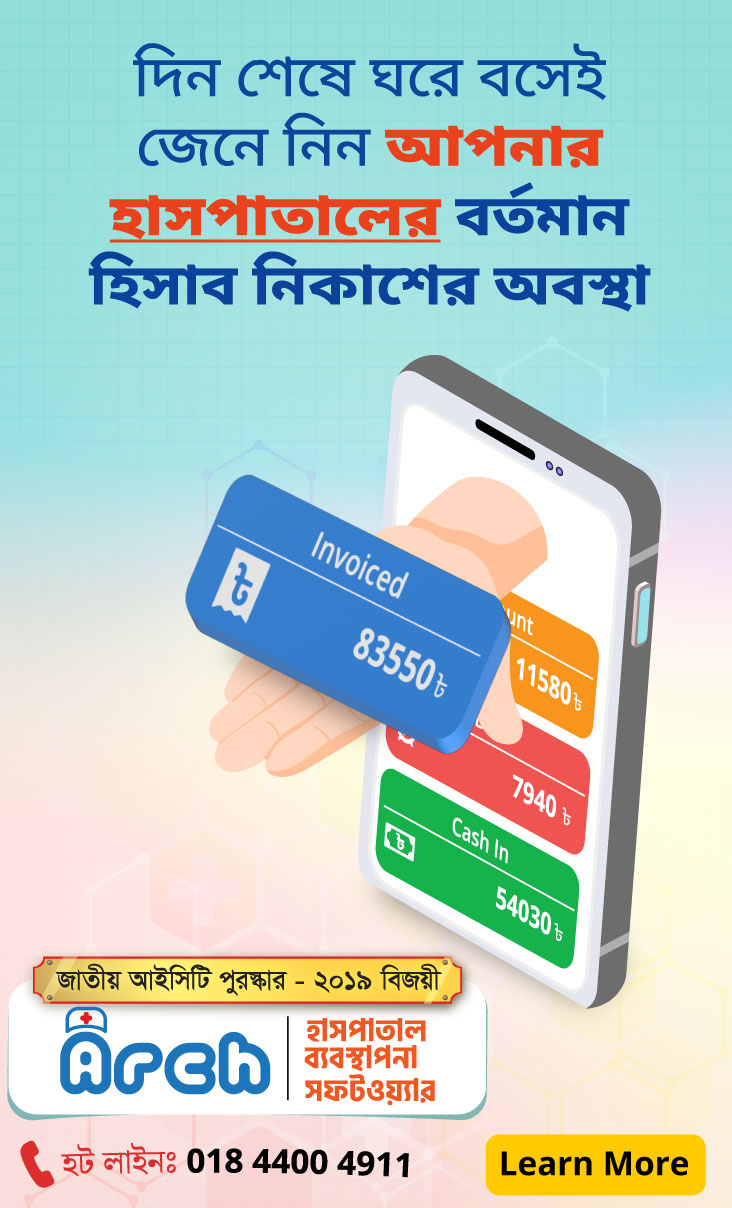 দিন শেষে ঘরে বসেই
জেনে নিন আপনার
হাসপাতালের বর্তমান
হিসাব নিকাশের অবস্থা
Invoiced
৳
83550৳
unt
11580৳
7940 ৳
Cash In
৳
54030 ৳
জাতীয় আইসিটি পুরস্কার - ২০১৯ বিজয়ী
Arch
হাসপাতাল
ব্যবস্থাপনা
সফটওয়্যার
হট লাইনঃ 018 4400 4911
Learn More